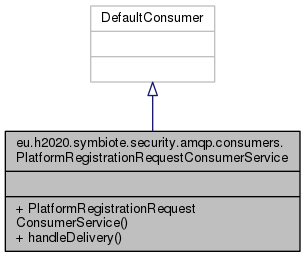 DefaultConsumer
eu.h2020.symbiote.security.amqp.consumers.
PlatformRegistrationRequestConsumerService
+ PlatformRegistrationRequest
ConsumerService()
+ handleDelivery()